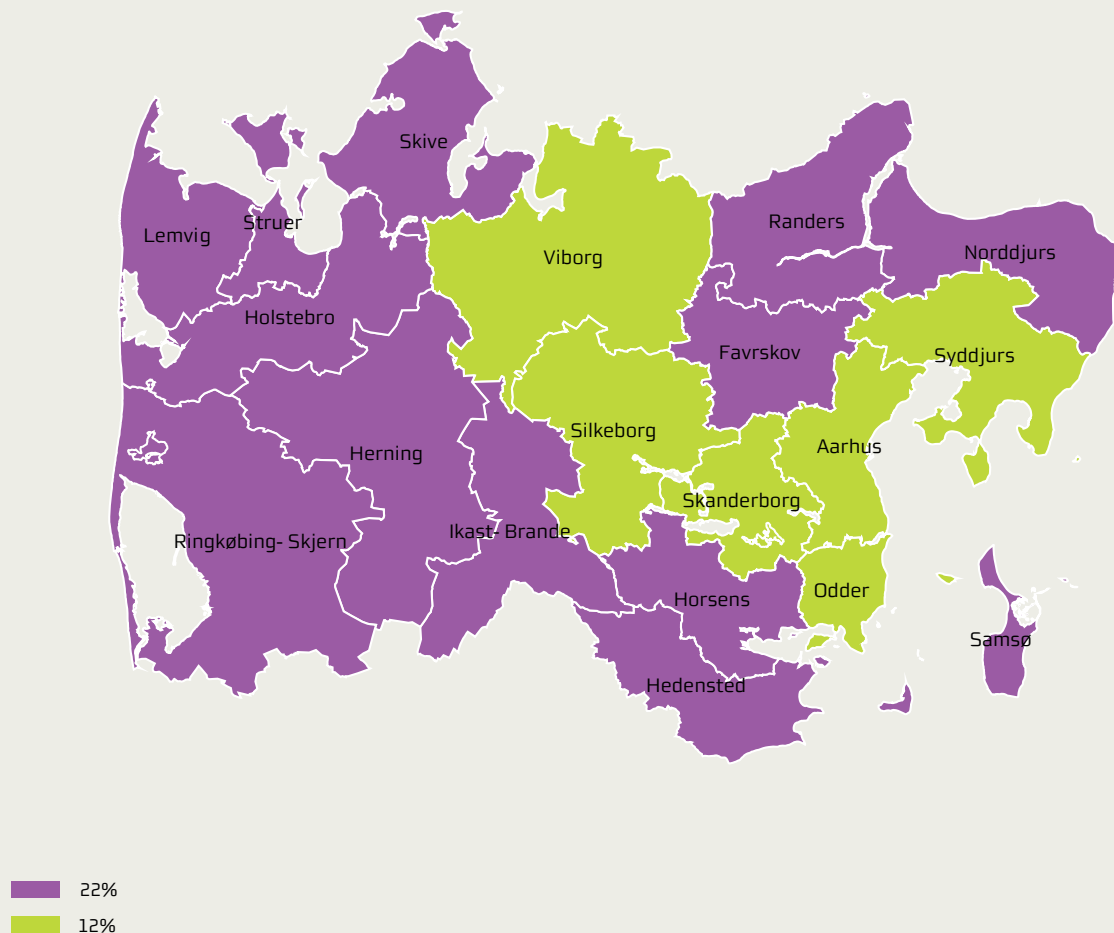 Skive
Struer
Lemvig
Randers
Norddjurs
Viborg
Holstebro
Favrskov
Syddjurs
Silkeborg
Aarhus
Herning
Skanderborg
Ikast- Brande
Ringkøbing- Skjern
Odder
Horsens
Samsø
Hedensted
22%
12%